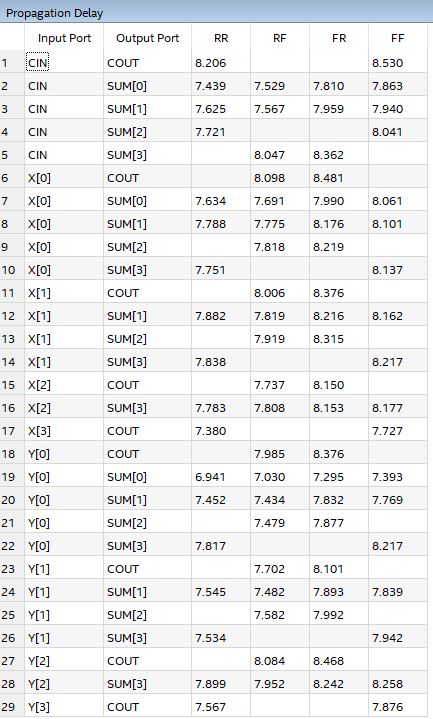 Propagation Delay
Input Port Output Port RR RF FR FF
1 CIN COUT 8.206 8.530
2 CIN SUM[0] 7.439 7.529 7.810 7.863
3 CIN SUM[1] 7.625 7.567 7.959 7.940
4 CIN SUM[2] 7.721 8.041
5 CIN SUM[3] 8.047 8.362
6 X[0] COUT 8.098 8.481
7 X[0] SUM[0] 7.634 7.691 7.990 8.061
8 X[0] SUM[1] 7.788 7.775 8.176 8.101
9 X[0] SUM[2] 7.818 8.219
10 X[0] SUM[3] 7.751 8.137
11 X[1] COUT 8.006 8.376
12 X[1] SUM[1] 7.882 7.819 8.216 8.162
13 X[1] SUM[2] 7.919 8.315
14 X[1] SUM[3] 7.838 8.217
15 X[2] COUT 7.737 8.150
16 X[2] SUM[3] 7.783 7.808 8.153 8.177
17 X[3] COUT 7.380 7.727
18 Y[0] COUT 7.985 8.376
19 Y[0] SUM[0] 6.941 7.030 7.295 7.393
20 Y[0] SUM[1] 7.452 7.434 7.832 7.769
21 Y[0] SUM[2] 7.479 7.877
22 Y[0] SUM[3] 7.817 8.217
23 Y[1] COUT 7.702 8.101
24 Y[1] SUM[1] 7.545 7.482 7.893 7.839
25 Y[1] SUM[2] 7.582 7.992
26 Y[1] SUM[3] 7.534 7.942
27 Y[2] COUT 8.084 8.468
28 Y[2] SUM[3] 7.899 7.952 8.242 8.258
29 Y[3] COUT 7.567 7.876